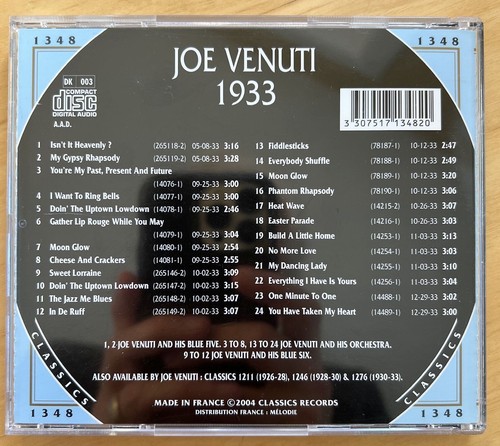 1348
1348
JOE VENUTI
1933
DK 003
COMPACT
disc
DIGITAL AUDIO
A.A.D.
3 307517 134820
1 Isn't It Heavenly ? (265118-2) 05-08-33 3:16
2 My Gypsy Rhapsody (265119-2) 05-08-33 3:28
3 You're My Past, Present And Future
(14076-1) 09-25-33 3:00
4 I Want To Ring Bells (14077-1) 09-25-33 3:00
5 Doin' The Uptown Lowdown (14078-1) 09-25-33 2:46
6 Gather Lip Rouge While You May
(14079-1) 09-25-33 3:04
7 Moon Glow (14080-1) 09-25-33 2:54
8 Cheese And Crackers (14081-1) 09-25-33 2:55
9 Sweet Lorraine (265146-2) 10-02-33 3:09
10 Doin' The Uptown Lowdown (265147-2) 10-02-33 3:15
11 The Jazz Me Blues (265148-2) 10-02-33 3:07
12 In De Ruff (265149-2) 10-02-33 3:07
13 Fiddlesticks (78187-1) 10-12-33 2:47
14 Everybody Shuffle (78188-1) 10-12-33 2:49
15 Moon Glow (78189-1) 10-12-33 3:20
16 Phantom Rhapsody (78190-1) 10-12-33 3:06
17 Heat Wave (14215-2) 10-26-33 3:07
18 Easter Parade (14216-1) 10-26-33 3:03
19 Build A Little Home (14253-1) 11-03-33 3:13
20 No More Love (14254-1) 11-03-33 3:03
21 My Dancing Lady (14255-1) 11-03-33 3:10
22 Everything I Have Is Yours (14256-1) 11-03-33 3:04
23 One Minute To One (14488-1) 12-29-33 3:02
24 You Have Taken My Heart (14489-1) 12-29-33 3:00
1, 2 JOE VENUTI AND HIS BLUE FIVE. 3 TO 8, 13 TO 24 JOE VENUTI AND HIS ORCHESTRA.
9 TO 12 JOE VENUTI AND HIS BLUE SIX.
ALSO AVAILABLE BY JOE VENUTI : CLASSICS 1211 (1926-28), 1246 (1928-30) & 1276 (1930-33).
MADE IN FRANCE ©2004 CLASSICS RECORDS
DISTRIBUTION FRANCE : MÉLODIE
CLASSICS
CLASSICS
1348
1348